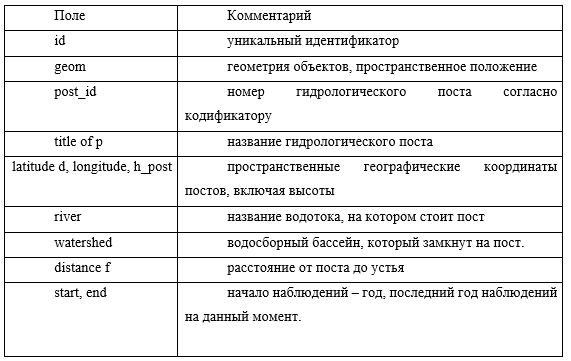 Поле Комментарий
id уникальный идентификатор
geom геометрия объектов, пространственное положение
post_id номер гидрологического поста согласно
кодификатору
title of p название гидрологического поста
latitude d, longitude, h_post пространственные географические координаты
постов, включая высоты
river название водотока, на котором стоит пост
watershed водосборный бассейн, который замкнут на пост.
distance f расстояние от поста до устья
start, end начало наблюдений – год, последний год наблюдений
на данный момент.